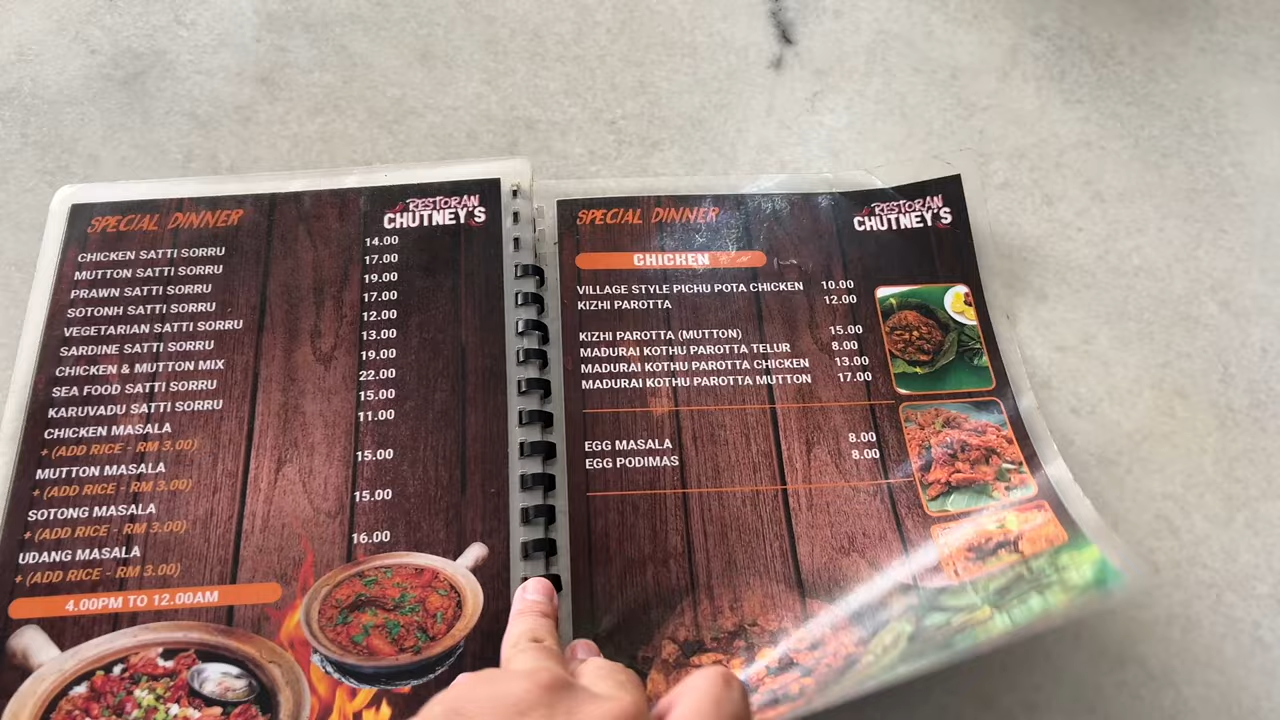 SPECIAL DINNER
RESTORAN
CHUTNEY'S
CHICKEN SATTI SORRU 14.00
MUTTON SATTI SORRU 17.00
PRAWN SATTI SORRU 19.00
SOTONH SATTI SORRU 17.00
VEGETARIAN SATTI SORRU 12.00
SARDINE SATTI SORRU 13.00
CHICKEN & MUTTON MIX 19.00
SEA FOOD SATTI SORRU 22.00
KARUVADU SATTI SORRU 15.00
CHICKEN MASALA 11.00
+ (ADD RICE - RM 3.00)
MUTTON MASALA 15.00
+ (ADD RICE - RM 3.00)
SOTONG MASALA 15.00
+ (ADD RICE - RM 3.00)
UDANG MASALA 16.00
+ (ADD RICE - RM 3.00)
4.00PM TO 12.00AM
SPECIAL DINNER
RESTORAN
CHUTNEY'S
CHICKEN
VILLAGE STYLE PICHU POTA CHICKEN 10.00
KIZHI PAROTTA 12.00
KIZHI PAROTTA (MUTTON) 15.00
MADURAI KOTHU PAROTTA TELUR 8.00
MADURAI KOTHU PAROTTA CHICKEN 13.00
MADURAI KOTHU PAROTTA MUTTON 17.00
EGG MASALA 8.00
EGG PODIMAS 8.00